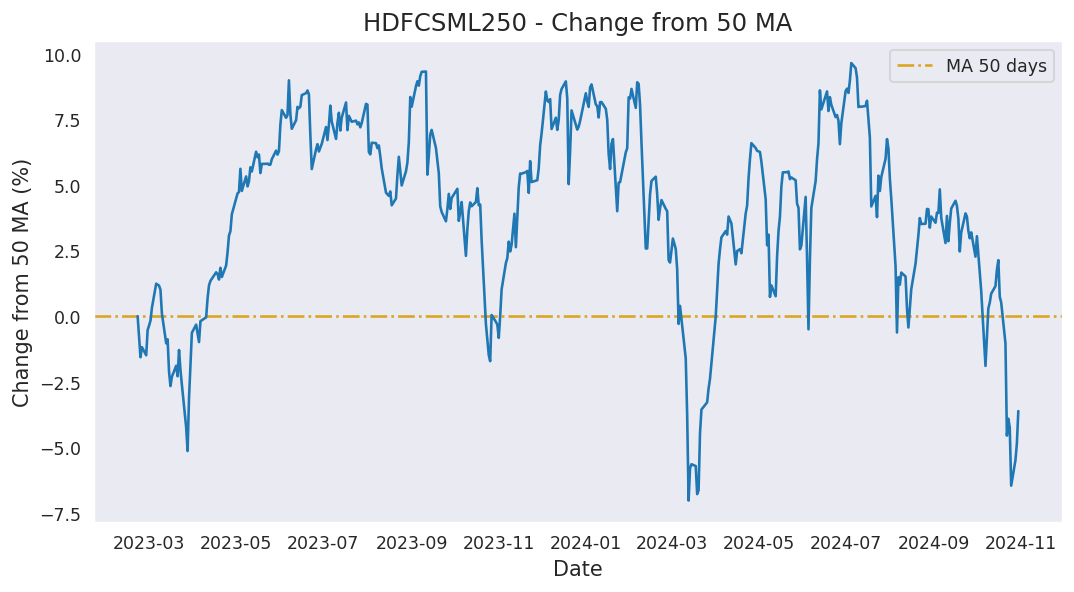 HDFCSML250 - Change from 50 MA
MA 50 days
Change from 50 MA (%)
10.0
7.5
5.0
2.5
0.0
−2.5
−5.0
−7.5
2023-03 2023-05 2023-07 2023-09 2023-11 2024-01 2024-03 2024-05 2024-07 2024-09 2024-11
Date